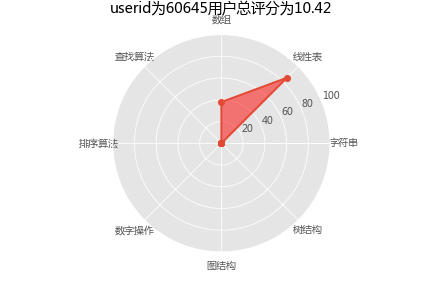 userid为60645用户总评分为10.42
数组
查找算法
线性表
100
80
60
40
20
排序算法
字符串
数字操作
树结构
图结构